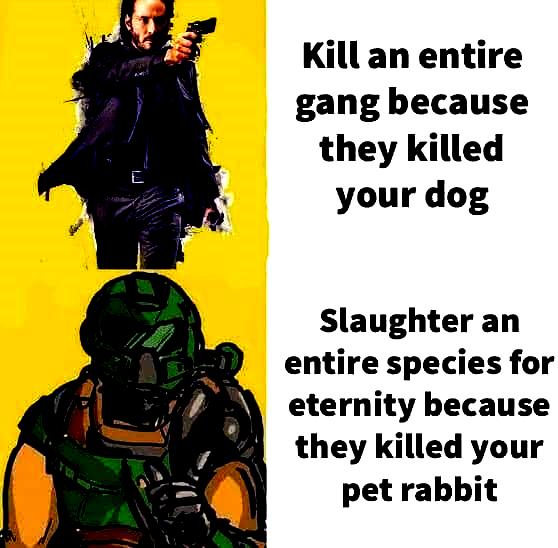 Kill an entire
gang because
they killed
your dog
Slaughter an
entire species for
eternity because
they killed your
pet rabbit